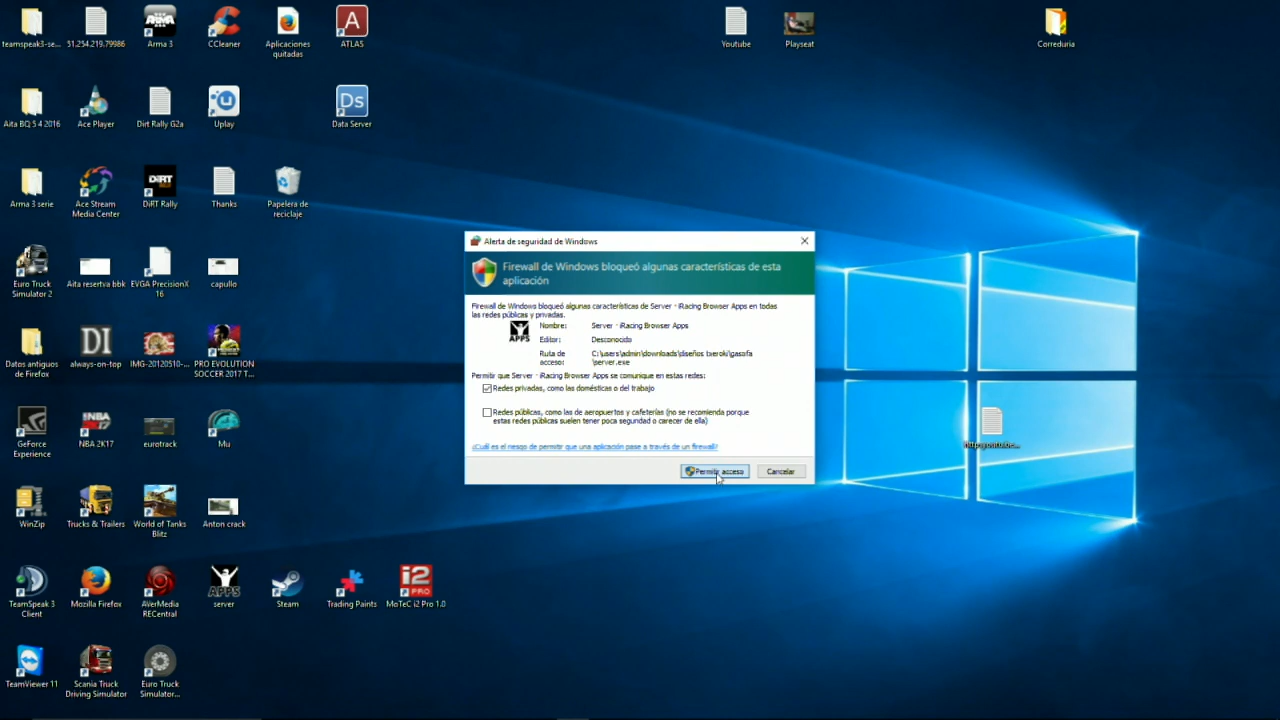 teamspeak3-se...
51.254.219.79986
Arma 3
CCleaner
Aplicaciones
quitadas
ATLAS
Youtube
Playseat
Correduria
Aita BQ 5 4 2016
Ace Player
Dirt Rally G2a
Uplay
Data Server
Arma 3 serie
Ace Stream
Media Center
DiRT Rally
Thanks
Papelera de
reciclaje
Euro Truck
Simulator 2
Aita resertva bbk
EVGA PrecisionX
16
capullo
Datos antiguos
de Firefox
always-on-top
IMG-20120510-...
PRO EVOLUTION
SOCCER 2017 T...
GeForce
Experience
NBA 2K17
eurotrack
Mu
WinZip
Trucks & Trailers
World of Tanks
Blitz
Anton crack
TeamSpeak 3
Client
Mozilla Firefox
AVerMedia
RECentral
server
Steam
Trading Paints
MoTeC i2 Pro 1.0
TeamViewer 11
Scania Truck
Driving Simulator
Euro Truck
Simulator...
Alerta de seguridad de Windows
Firewall de Windows bloqueó algunas características de esta
aplicación
Firewall de Windows bloqueó algunas características de Server - iRacing Browser Apps en todas
las redes públicas y privadas.
APPS
Nombre: Server - iRacing Browser Apps
Editor: Desconocido
Ruta de
acceso:
C:\users\admin\downloads\diseños txeroki\gasofa
\server.exe
Permitir que Server - iRacing Browser Apps se comunique en estas redes:
Redes privadas, como las domésticas o del trabajo
Redes públicas, como las de aeropuertos y cafeterías (no se recomienda porque
estas redes públicas suelen tener poca seguridad o carecer de ella)
¿Cuál es el riesgo de permitir que una aplicación pase a través de un firewall?
Permitir acceso
Cancelar